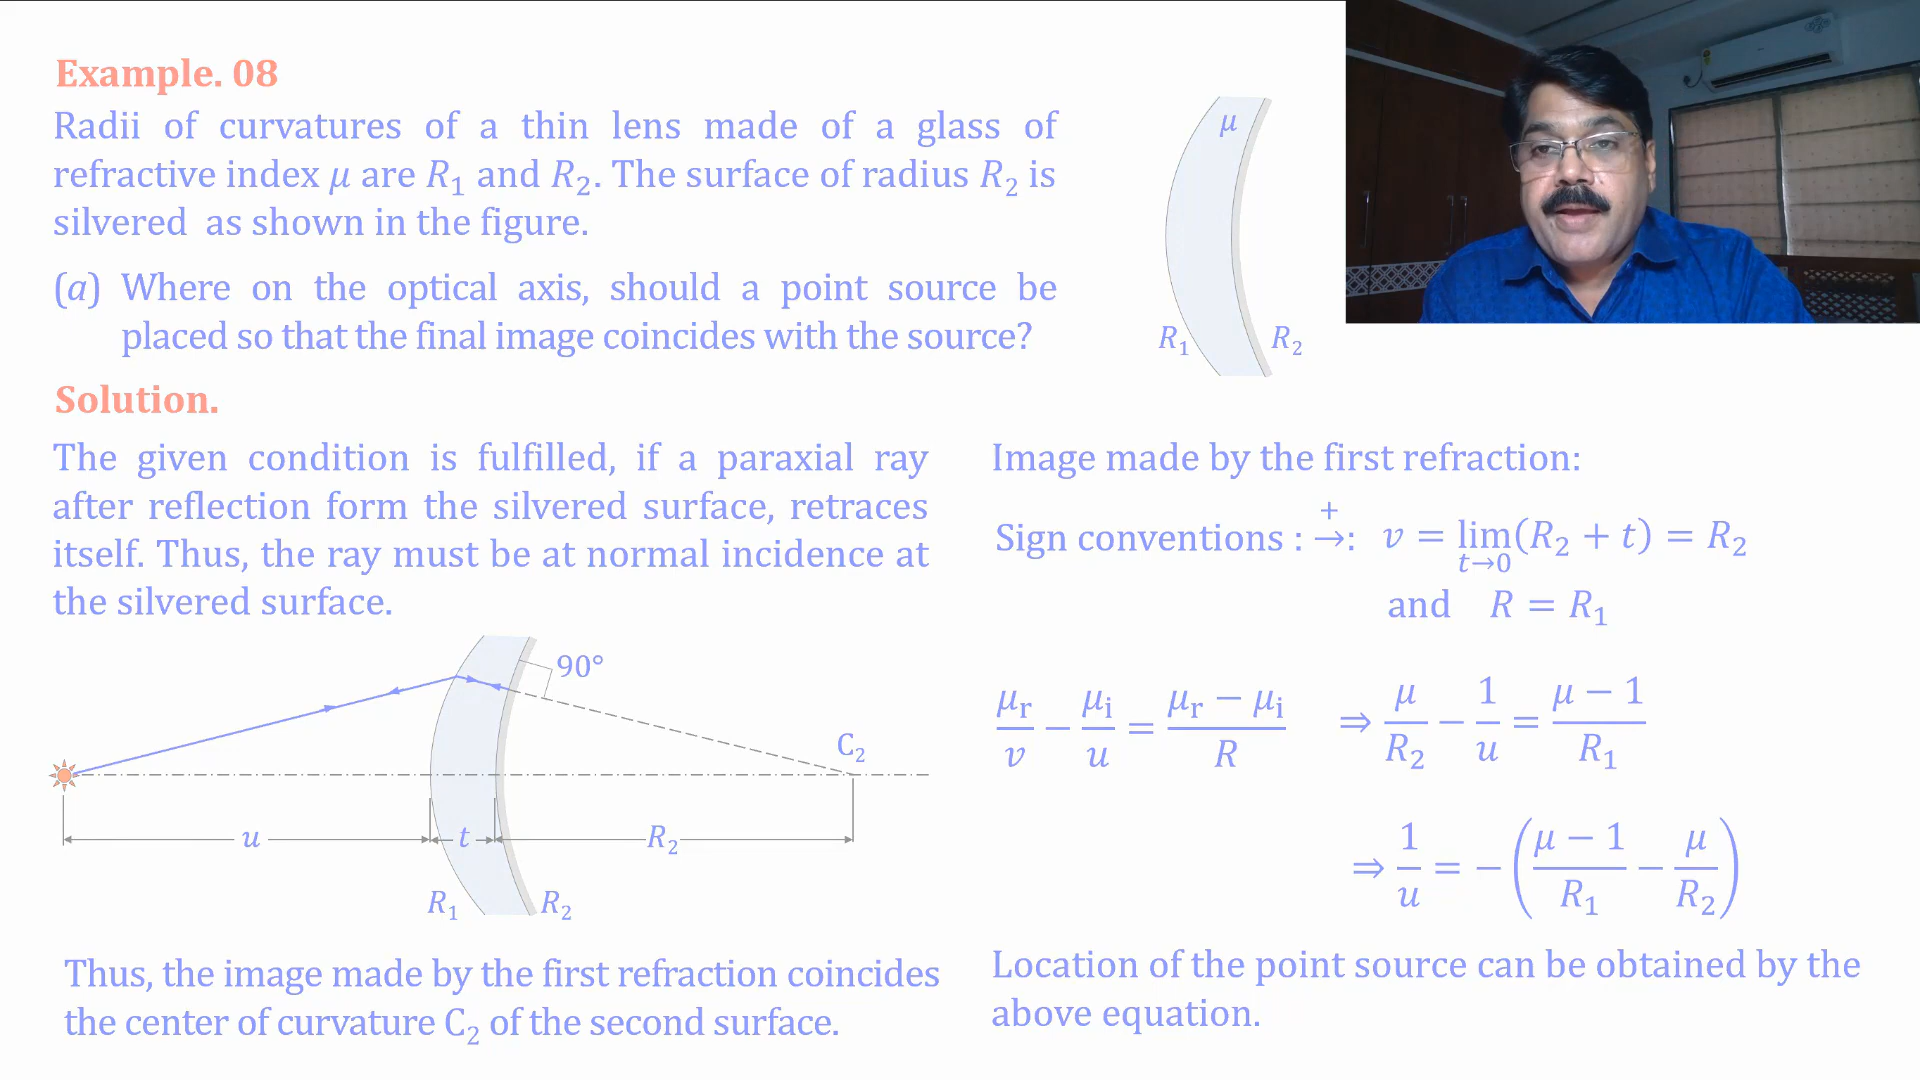 Example. 08
Radii of curvatures of a thin lens made of a glass of
refractive index μ are R₁ and R₂. The surface of radius R₂ is
silvered as shown in the figure.
(a) Where on the optical axis, should a point source be
placed so that the final image coincides with the source?
μ
R₁ R₂
Solution.
The given condition is fulfilled, if a paraxial ray
after reflection form the silvered surface, retraces
itself. Thus, the ray must be at normal incidence at
the silvered surface.
90°
C₂
u t R₂
R₁ R₂
Thus, the image made by the first refraction coincides
the center of curvature C₂ of the second surface.
Image made by the first refraction:
Sign conventions : →⁺: v = lim_{t→0}(R₂ + t) = R₂
and R = R₁
μᵣ/v − μᵢ/u = (μᵣ − μᵢ)/R ⇒ μ/R₂ − 1/u = (μ − 1)/R₁
⇒ 1/u = −((μ − 1)/R₁ − μ/R₂)
Location of the point source can be obtained by the
above equation.